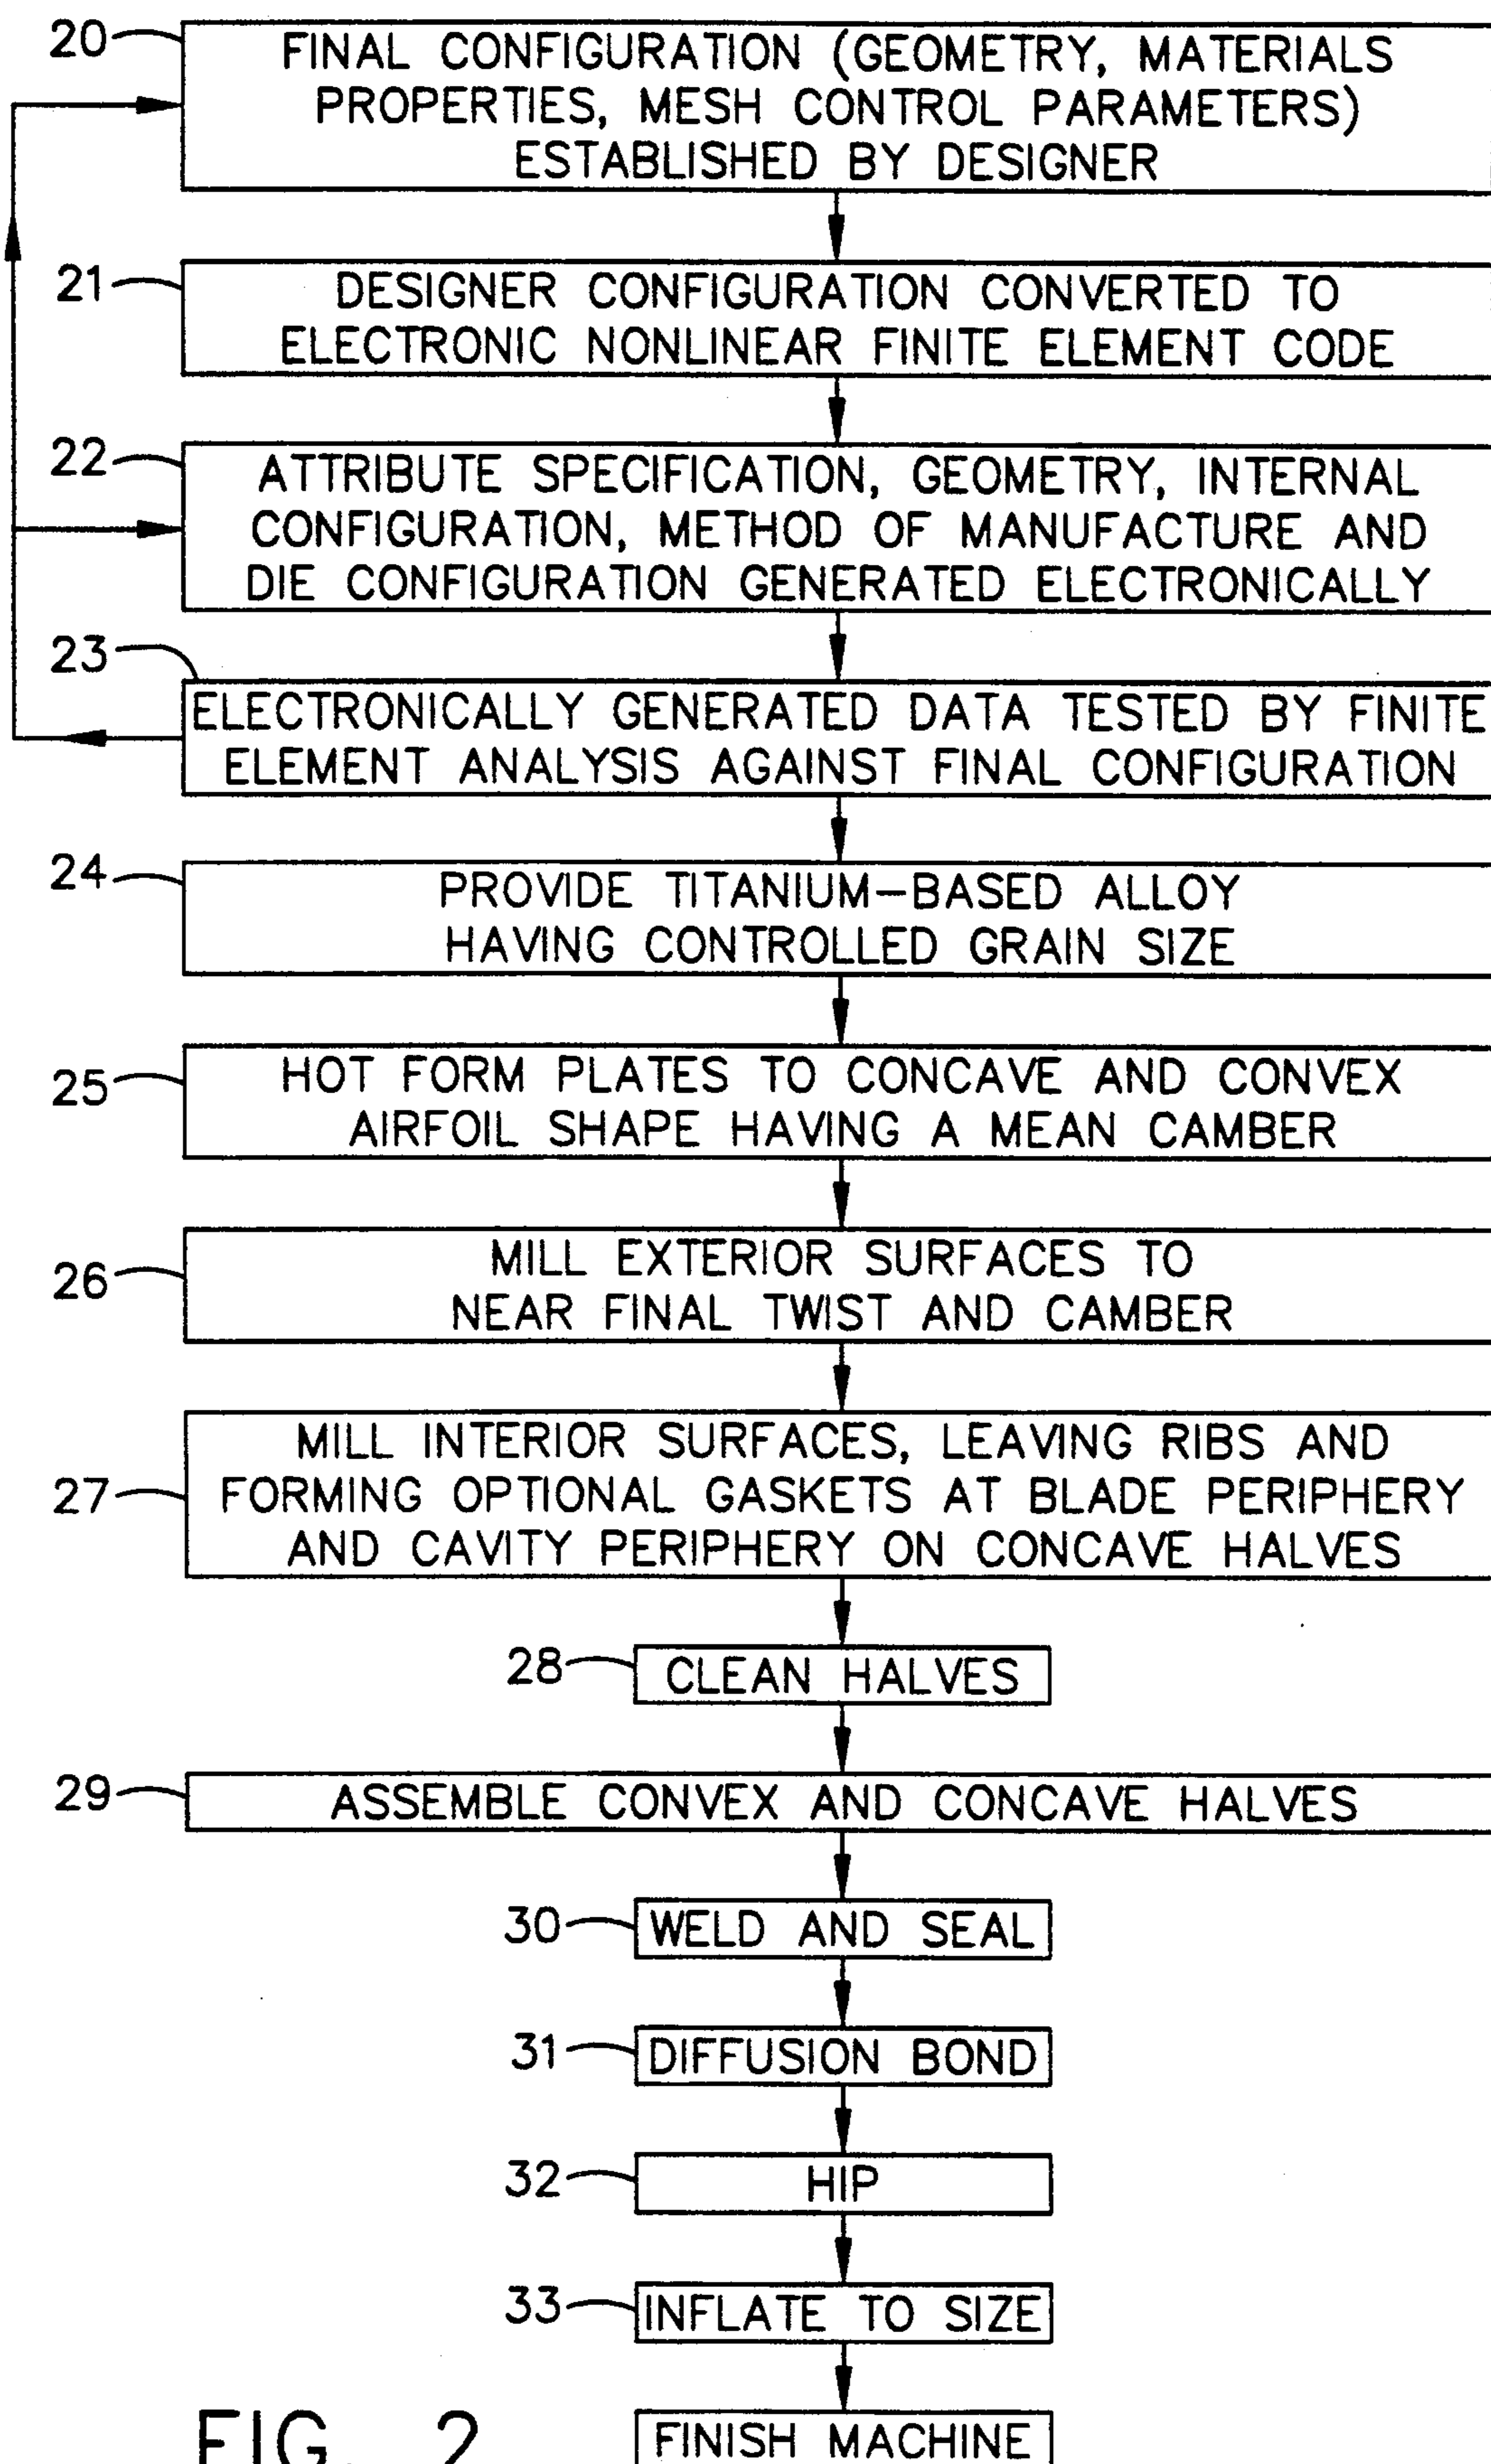 20
FINAL CONFIGURATION (GEOMETRY, MATERIALS
PROPERTIES, MESH CONTROL PARAMETERS)
ESTABLISHED BY DESIGNER
21
DESIGNER CONFIGURATION CONVERTED TO
ELECTRONIC NONLINEAR FINITE ELEMENT CODE
22
ATTRIBUTE SPECIFICATION, GEOMETRY, INTERNAL
CONFIGURATION, METHOD OF MANUFACTURE AND
DIE CONFIGURATION GENERATED ELECTRONICALLY
23
ELECTRONICALLY GENERATED DATA TESTED BY FINITE
ELEMENT ANALYSIS AGAINST FINAL CONFIGURATION
24
PROVIDE TITANIUM-BASED ALLOY
HAVING CONTROLLED GRAIN SIZE
25
HOT FORM PLATES TO CONCAVE AND CONVEX
AIRFOIL SHAPE HAVING A MEAN CAMBER
26
MILL EXTERIOR SURFACES TO
NEAR FINAL TWIST AND CAMBER
27
MILL INTERIOR SURFACES, LEAVING RIBS AND
FORMING OPTIONAL GASKETS AT BLADE PERIPHERY
AND CAVITY PERIPHERY ON CONCAVE HALVES
28
CLEAN HALVES
29
ASSEMBLE CONVEX AND CONCAVE HALVES
30
WELD AND SEAL
31
DIFFUSION BOND
32
HIP
33
INFLATE TO SIZE
FINISH MACHINE
FIG. 2